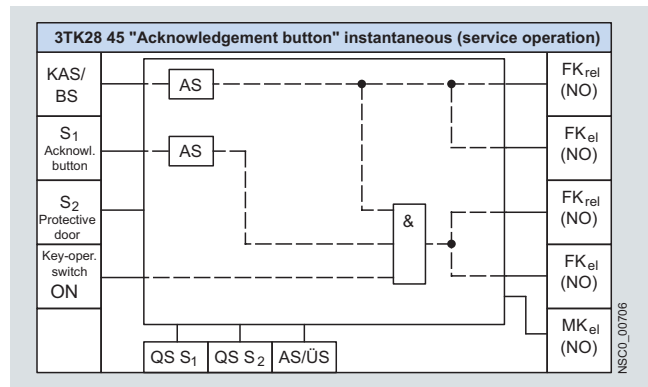 3TK28 45 "Acknowledgement button" instantaneous (service operation)
KAS/
BS
AS
FKrel
(NO)
S1
Acknowl.
button
AS
FKel
(NO)
S2
Protective
door
&
FKrel
(NO)
Key-oper.
switch
ON
FKel
(NO)
MKel
(NO)
QS S1
QS S2
AS/ÜS
NSC0_00706